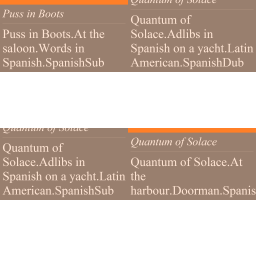 Puss in Boots
Puss in Boots.At the
saloon.Words in
Spanish.SpanishSub
Quantum of Solace
Quantum of
Solace.Adlibs in
Spanish on a yacht.Latin
American.SpanishDub
Quantum of Solace
Quantum of
Solace.Adlibs in
Spanish on a yacht.Latin
American.SpanishSub
Quantum of Solace
Quantum of Solace.At
the
harbour.Doorman.Spanis